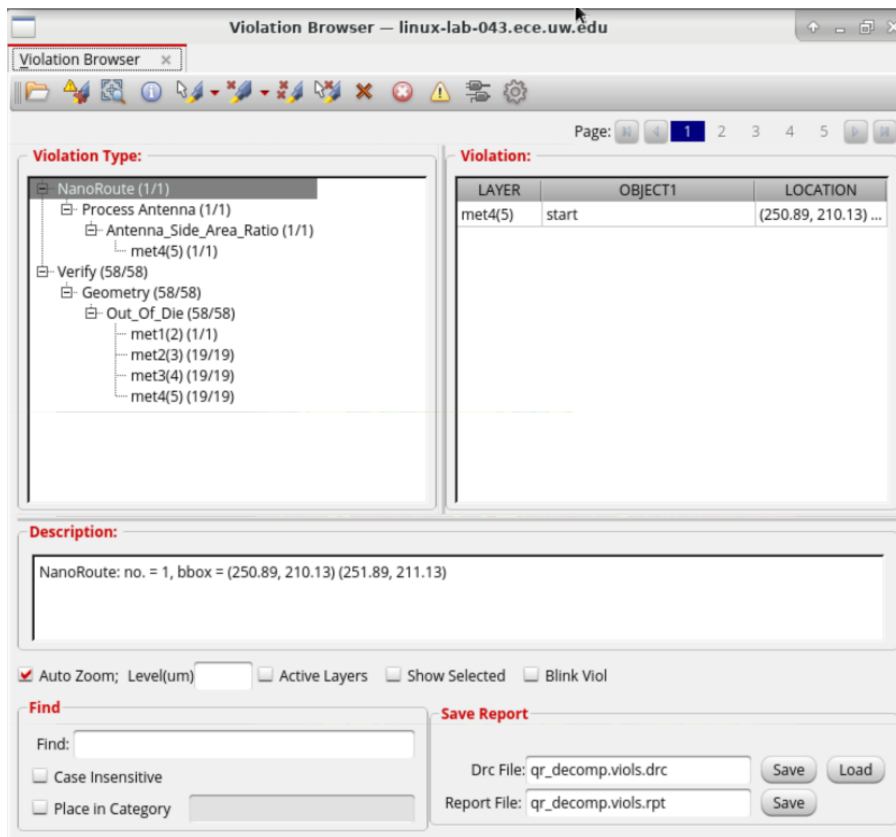 Violation Browser — linux-lab-043.ece.uw.edu
Violation Browser ×
Page: 1 2 3 4 5
Violation Type:
NanoRoute (1/1)
Process Antenna (1/1)
Antenna_Side_Area_Ratio (1/1)
met4(5) (1/1)
Verify (58/58)
Geometry (58/58)
Out_Of_Die (58/58)
met1(2) (1/1)
met2(3) (19/19)
met3(4) (19/19)
met4(5) (19/19)
Violation:
LAYER OBJECT1 LOCATION
met4(5) start (250.89, 210.13) ...
Description:
NanoRoute: no. = 1, bbox = (250.89, 210.13) (251.89, 211.13)
Auto Zoom; Level(um) Active Layers Show Selected Blink Viol
Find
Find:
Case Insensitive
Place in Category
Save Report
Drc File: qr_decomp.viols.drc Save Load
Report File: qr_decomp.viols.rpt Save